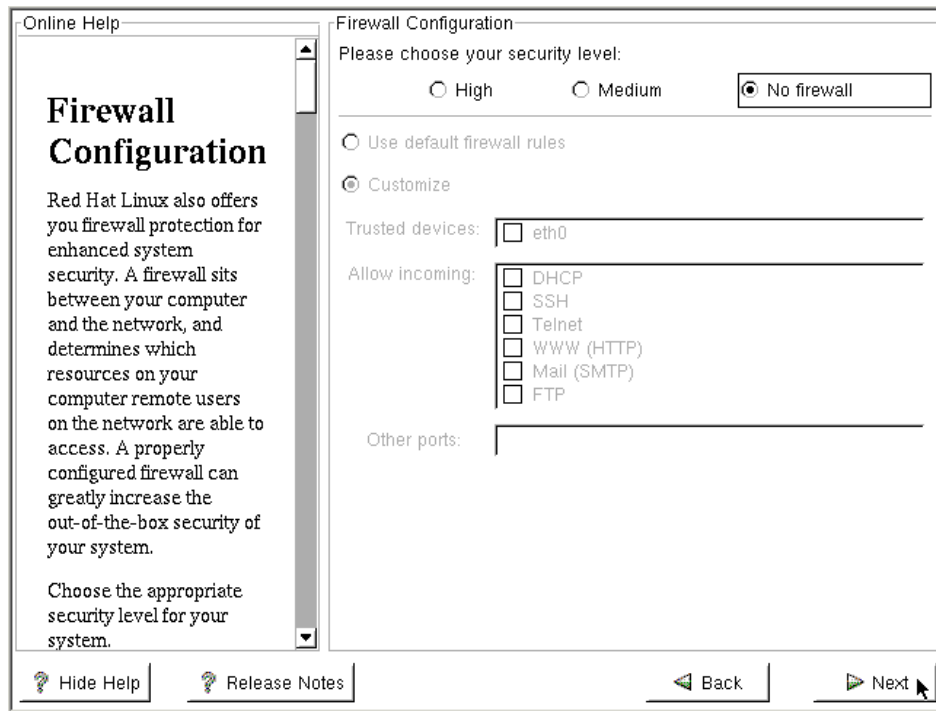 Online Help
Firewall
Configuration
Red Hat Linux also offers
you firewall protection for
enhanced system
security. A firewall sits
between your computer
and the network, and
determines which
resources on your
computer remote users
on the network are able to
access. A properly
configured firewall can
greatly increase the
out-of-the-box security of
your system.
Choose the appropriate
security level for your
system.
Firewall Configuration
Please choose your security level:
High Medium No firewall
Use default firewall rules
Customize
Trusted devices: eth0
Allow incoming: DHCP
SSH
Telnet
WWW (HTTP)
Mail (SMTP)
FTP
Other ports:
Hide Help Release Notes Back Next